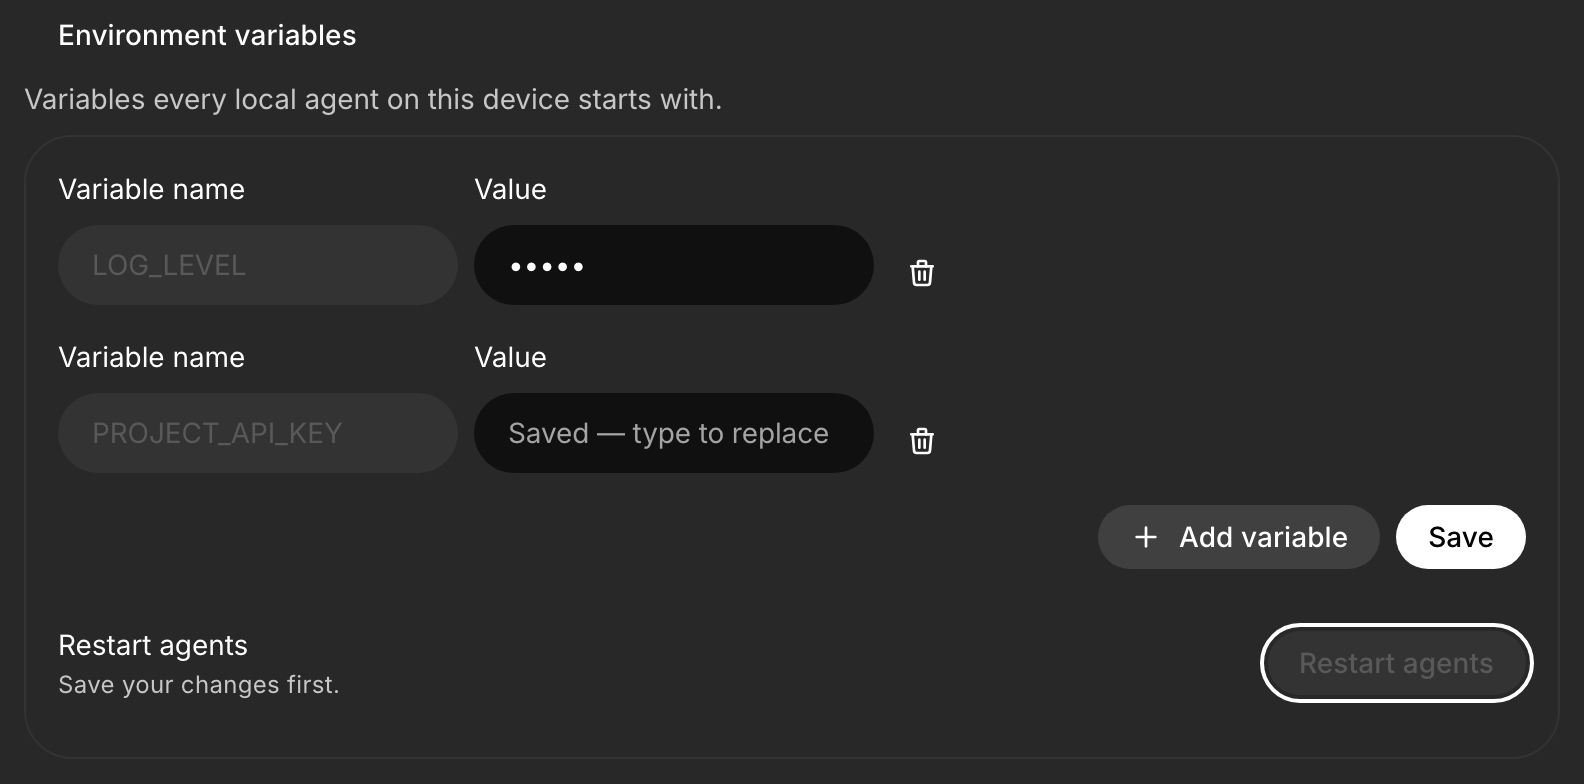 Environment variables
Variables every local agent on this device starts with.
Variable name Value
LOG_LEVEL •••••
Variable name Value
PROJECT_API_KEY Saved — type to replace
Add variable Save
Restart agents
Save your changes first.
Restart agents